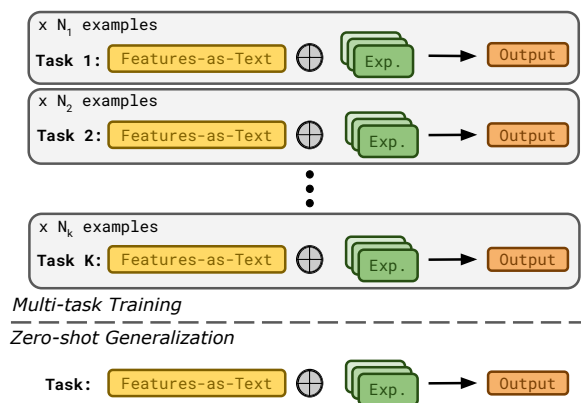 x N1 examples
Task 1: Features-as-Text Exp. Output
x N2 examples
Task 2: Features-as-Text Exp. Output
x Nk examples
Task K: Features-as-Text Exp. Output
Multi-task Training
Zero-shot Generalization
Task: Features-as-Text Exp. Output